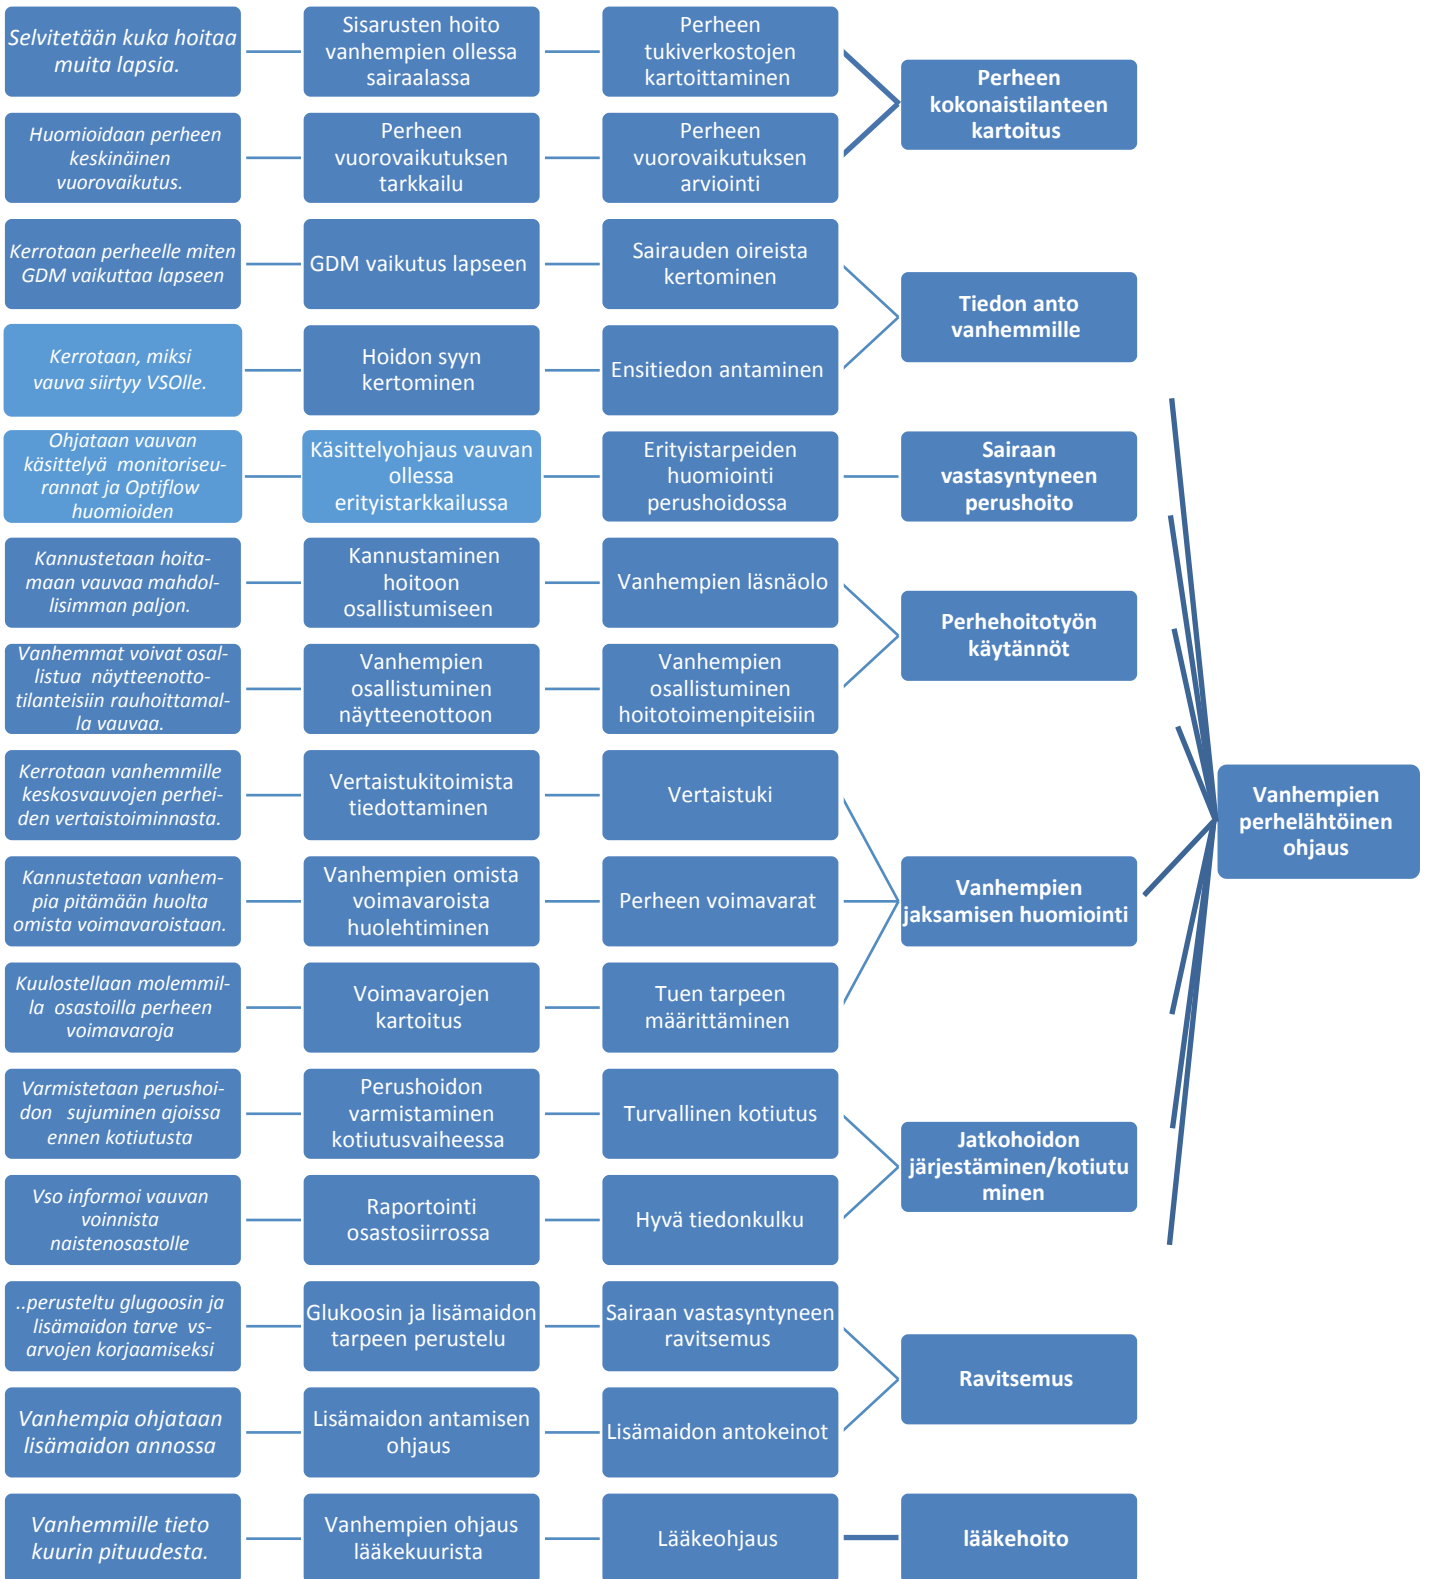 Selvitetään kuka hoitaa
muita lapsia.
Sisarusten hoito
vanhempien ollessa
sairaalassa
Perheen
tukiverkostojen
kartoittaminen
Perheen
kokonaistilanteen
kartoitus
Huomioidaan perheen
keskinäinen
vuorovaikutus.
Perheen
vuorovaikutuksen
tarkkailu
Perheen
vuorovaikutuksen
arviointi
Kerrotaan perheelle miten
GDM vaikuttaa lapseen
GDM vaikutus lapseen
Sairauden oireista
kertominen
Tiedon anto
vanhemmille
Kerrotaan, miksi
vauva siirtyy VSOlle.
Hoidon syyn
kertominen
Ensitiedon antaminen
Ohjataan vauvan
käsittelyä monitoriseu-
rannat ja Optiflow
huomioiden
Käsittelyohjaus vauvan
ollessa
erityistarkkailussa
Erityistarpeiden
huomiointi
perushoidossa
Sairaan
vastasyntyneen
perushoito
Kannustetaan hoita-
maan vauvaa mahdol-
lisimman paljon.
Kannustaminen
hoitoon
osallistumiseen
Vanhempien läsnäolo
Perhehoitotyön
käytännöt
Vanhemmat voivat osal-
listua näytteenotto-
tilanteisiin rauhoittamal-
la vauvaa.
Vanhempien
osallistuminen
näytteenottoon
Vanhempien
osallistuminen
hoitotoimenpiteisiin
Kerrotaan vanhemmille
keskosvauvojen perhei-
den vertaistoiminnasta.
Vertaistukitoimista
tiedottaminen
Vertaistuki
Vanhempien
perhelähtöinen
ohjaus
Kannustetaan vanhem-
pia pitämään huolta
omista voimavaroistaan.
Vanhempien omista
voimavaroista
huolehtiminen
Perheen voimavarat
Vanhempien
jaksamisen huomiointi
Kuulostellaan molemmil-
la osastoilla perheen
voimavaroja
Voimavarojen
kartoitus
Tuen tarpeen
määrittäminen
Varmistetaan perushoi-
don sujuminen ajoissa
ennen kotiutusta
Perushoidon
varmistaminen
kotiutusvaiheessa
Turvallinen kotiutus
Jatkohoidon
järjestäminen/kotiutu
minen
Vso informoi vauvan
voinnista
naistenosastolle
Raportointi
osastosiirrossa
Hyvä tiedonkulku
..perusteltu glugoosin ja
lisämaidon tarve vs-
arvojen korjaamiseksi
Glukoosin ja lisämaidon
tarpeen perustelu
Sairaan vastasyntyneen
ravitsemus
Ravitsemus
Vanhempia ohjataan
lisämaidon annossa
Lisämaidon antamisen
ohjaus
Lisämaidon antokeinot
Vanhemmille tieto
kuurin pituudesta.
Vanhempien ohjaus
lääkekuurista
Lääkeohjaus
lääkehoito